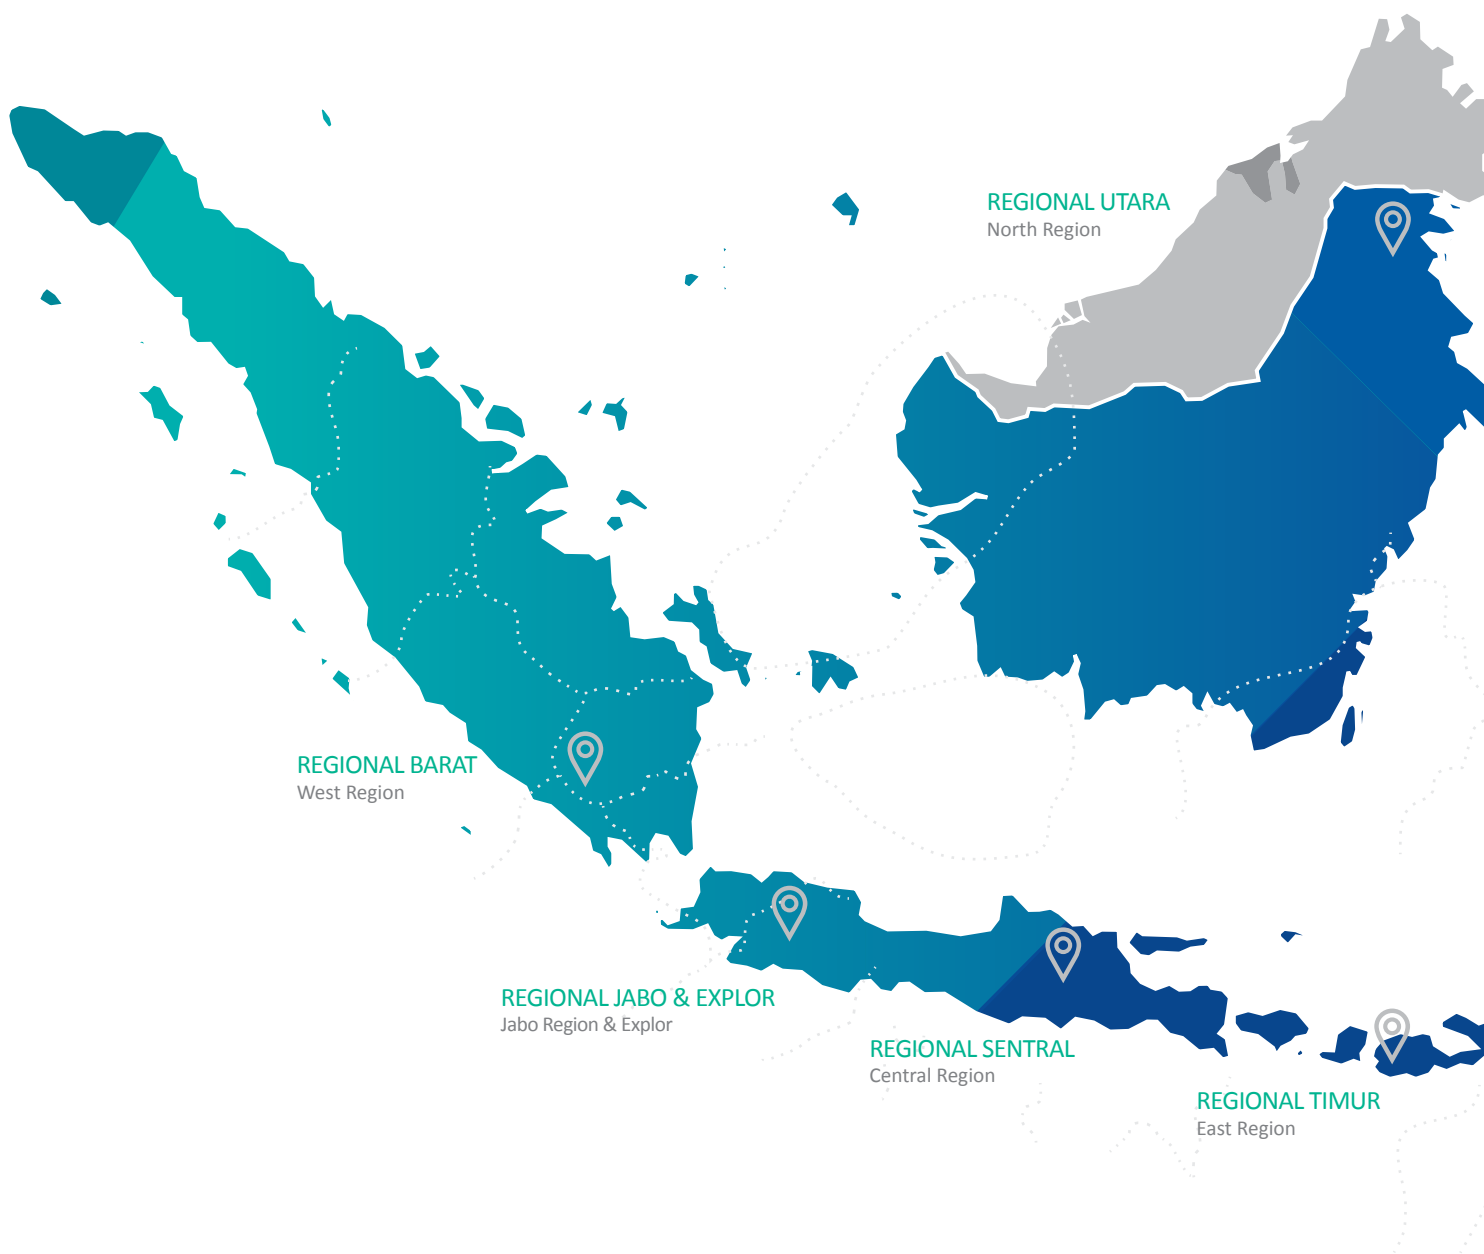 REGIONAL UTARA
North Region
REGIONAL BARAT
West Region
REGIONAL JABO & EXPLOR
Jabo Region & Explor
REGIONAL SENTRAL
Central Region
REGIONAL TIMUR
East Region